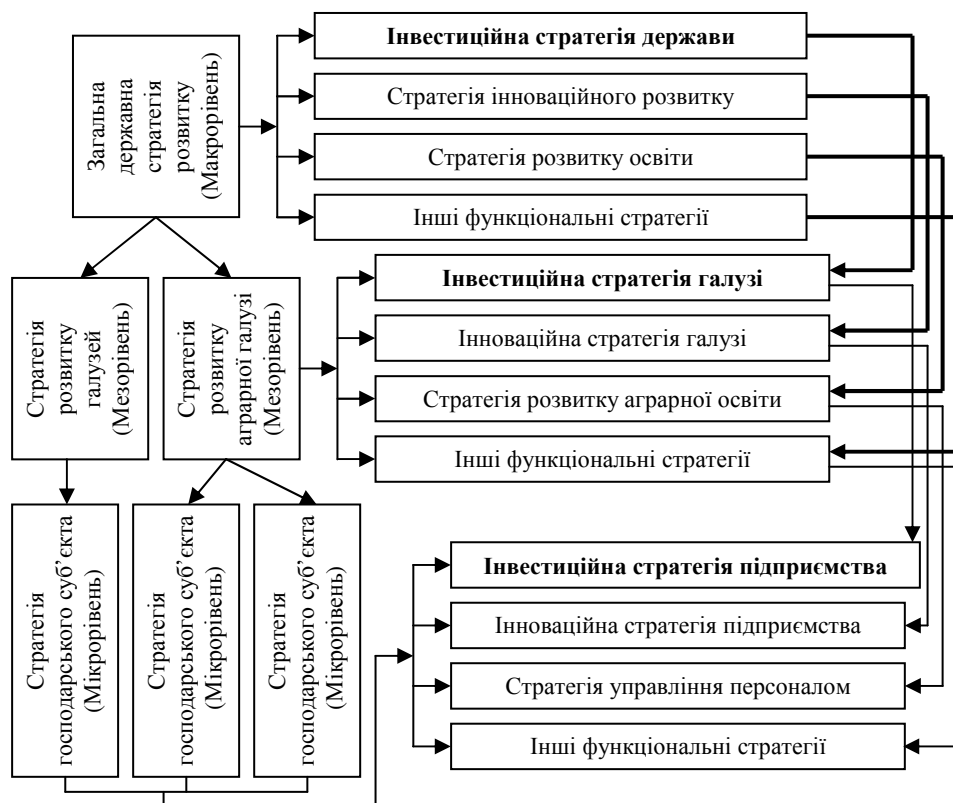 Загальна
державна
стратегія
розвитку
(Макрорівень)
Інвестиційна стратегія держави
Стратегія інноваційного розвитку
Стратегія розвитку освіти
Інші функціональні стратегії
Стратегія
розвитку
галузей
(Мезорівень)
Стратегія
розвитку
аграрної галузі
(Мезорівень)
Інвестиційна стратегія галузі
Інноваційна стратегія галузі
Стратегія розвитку аграрної освіти
Інші функціональні стратегії
Стратегія
господарського суб’єкта
(Мікрорівень)
Стратегія
господарського суб’єкта
(Мікрорівень)
Стратегія
господарського суб’єкта
(Мікрорівень)
Інвестиційна стратегія підприємства
Інноваційна стратегія підприємства
Стратегія управління персоналом
Інші функціональні стратегії